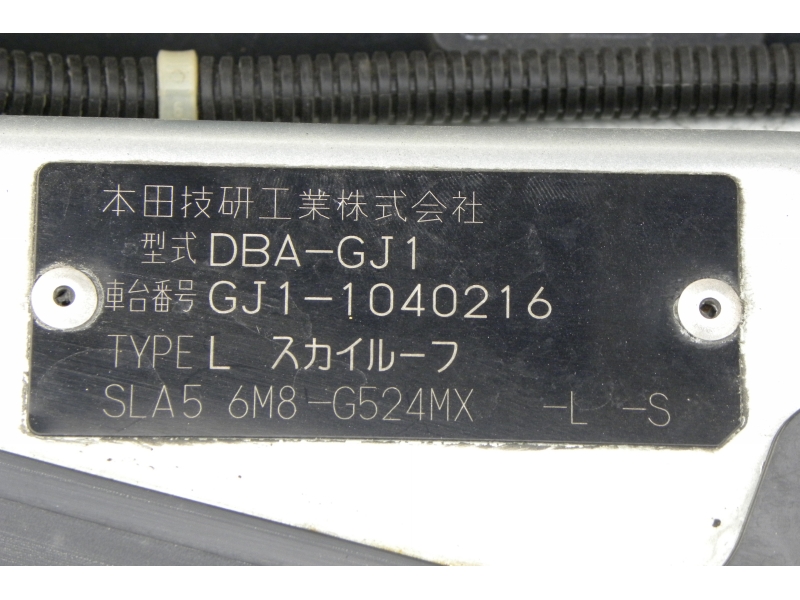 本田技研工業株式会社
型式 DBA-GJ1
車台番号 GJ1-1040216
TYPE L スカイルーフ
SLA5 6M8-G524MX -L -S